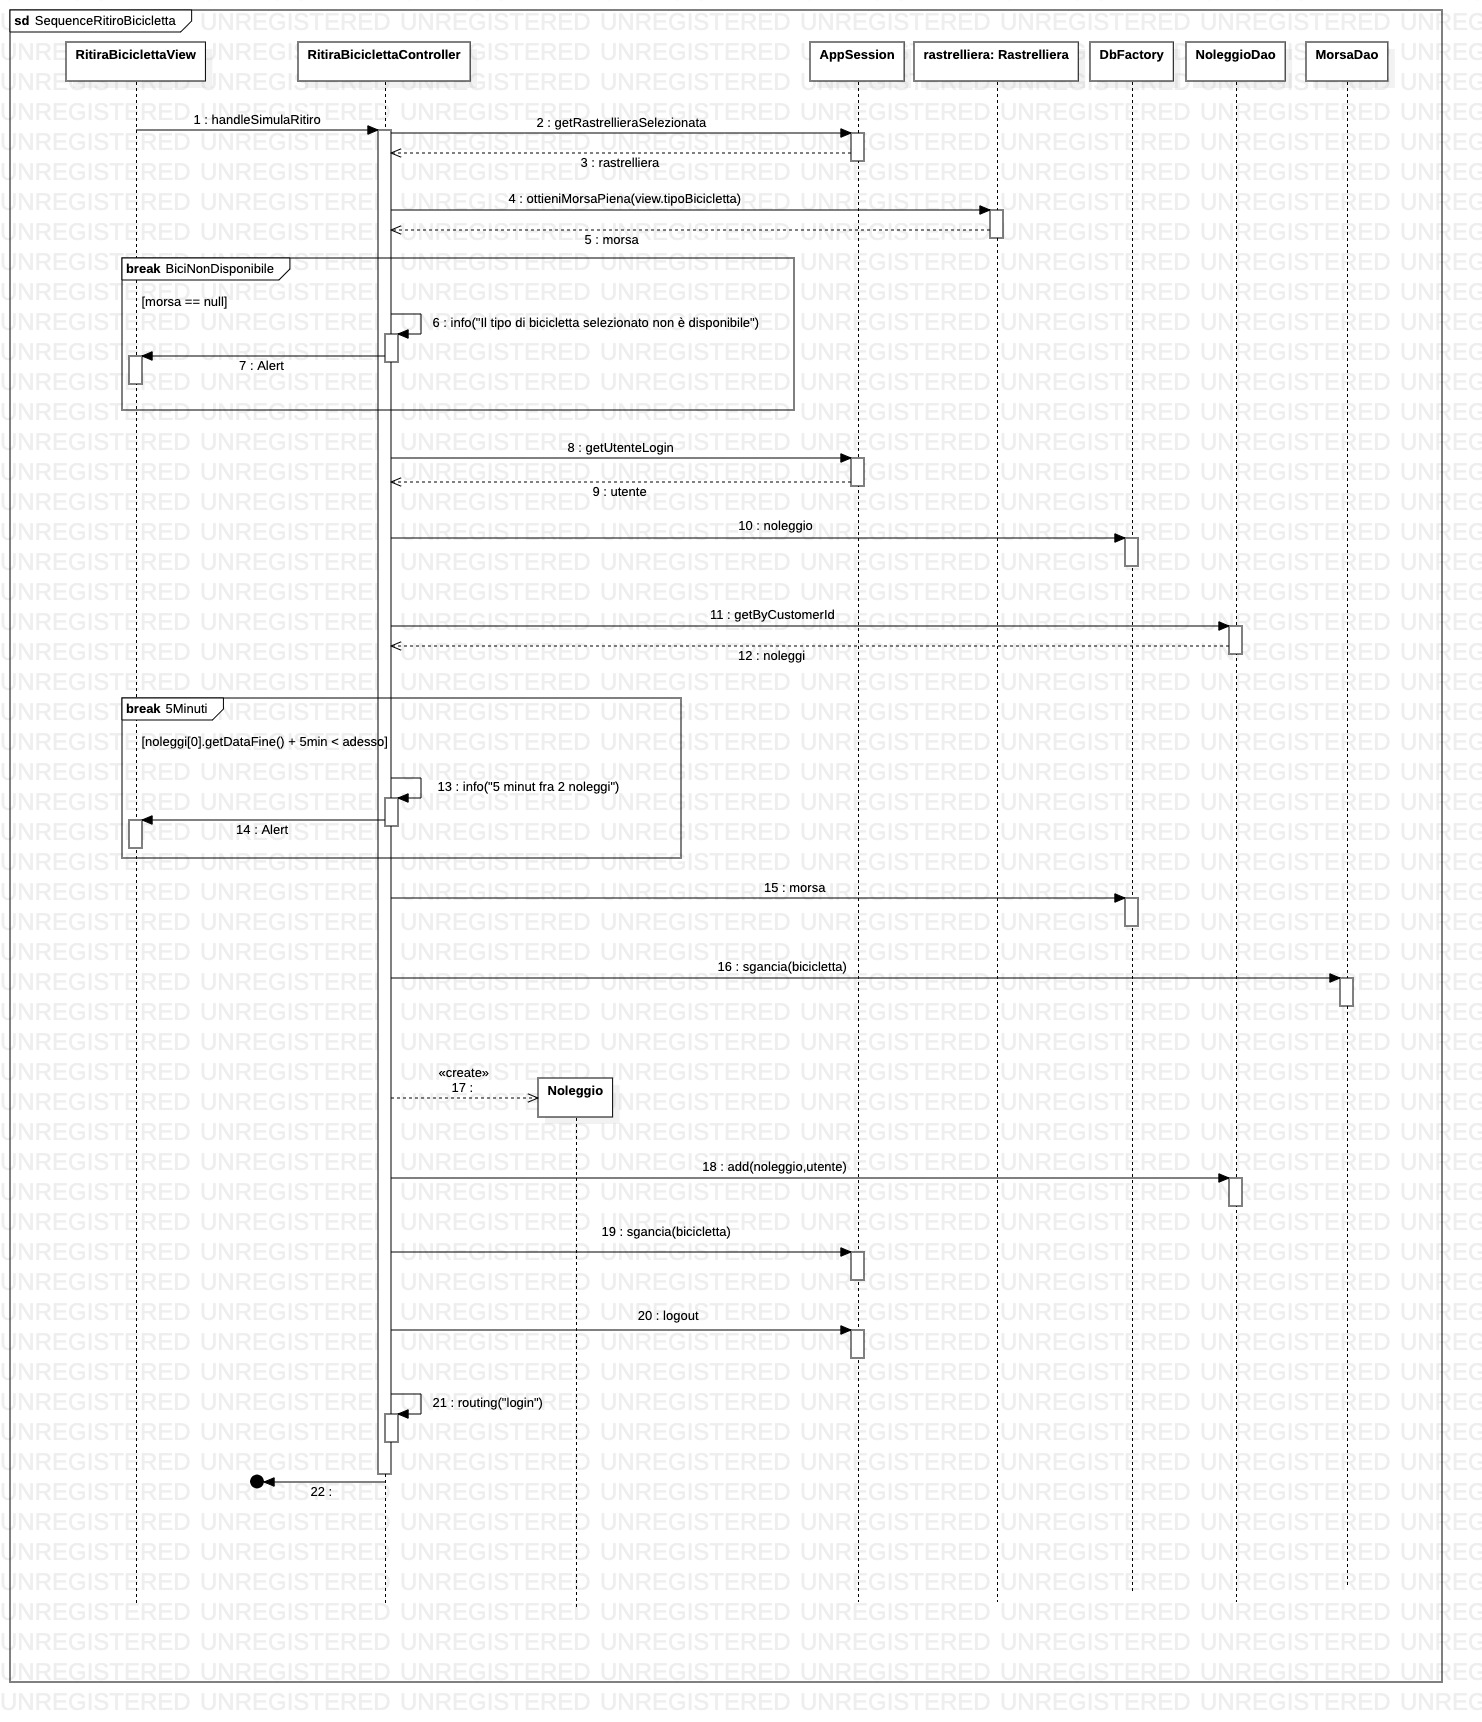 sd SequenceRitiroBicicletta
RitiraBiciclettaView
RitiraBiciclettaController
AppSession
rastrelliera: Rastrelliera
DbFactory
NoleggioDao
MorsaDao
1 : handleSimulaRitiro
2 : getRastrellieraSelezionata
3 : rastrelliera
4 : ottieniMorsaPiena(view.tipoBicicletta)
5 : morsa
break BiciNonDisponibile
[morsa == null]
6 : info("Il tipo di bicicletta selezionato non è disponibile")
7 : Alert
8 : getUtenteLogin
9 : utente
10 : noleggio
11 : getByCustomerId
12 : noleggi
break 5Minuti
[noleggi[0].getDataFine() + 5min < adesso]
13 : info("5 minut fra 2 noleggi")
14 : Alert
15 : morsa
16 : sgancia(bicicletta)
«create»
17 :
Noleggio
18 : add(noleggio,utente)
19 : sgancia(bicicletta)
20 : logout
21 : routing("login")
22 :
UNREGISTERED UNREGISTERED UNREGISTERED UNREGISTERED UNREGISTERED UNREGISTERED UNREGISTERED UNREG